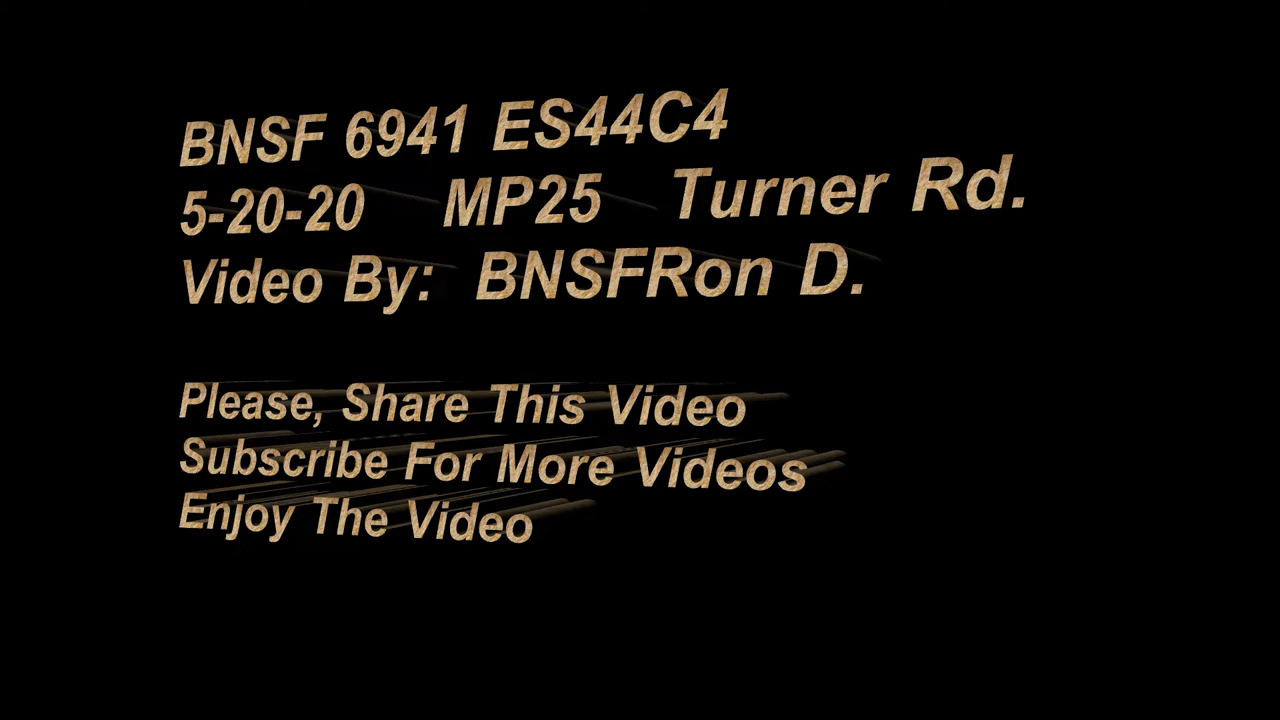 BNSF 6941 ES44C4
5-20-20 MP25 Turner Rd.
Video By: BNSFRon D.
Please, Share This Video
Subscribe For More Videos
Enjoy The Video